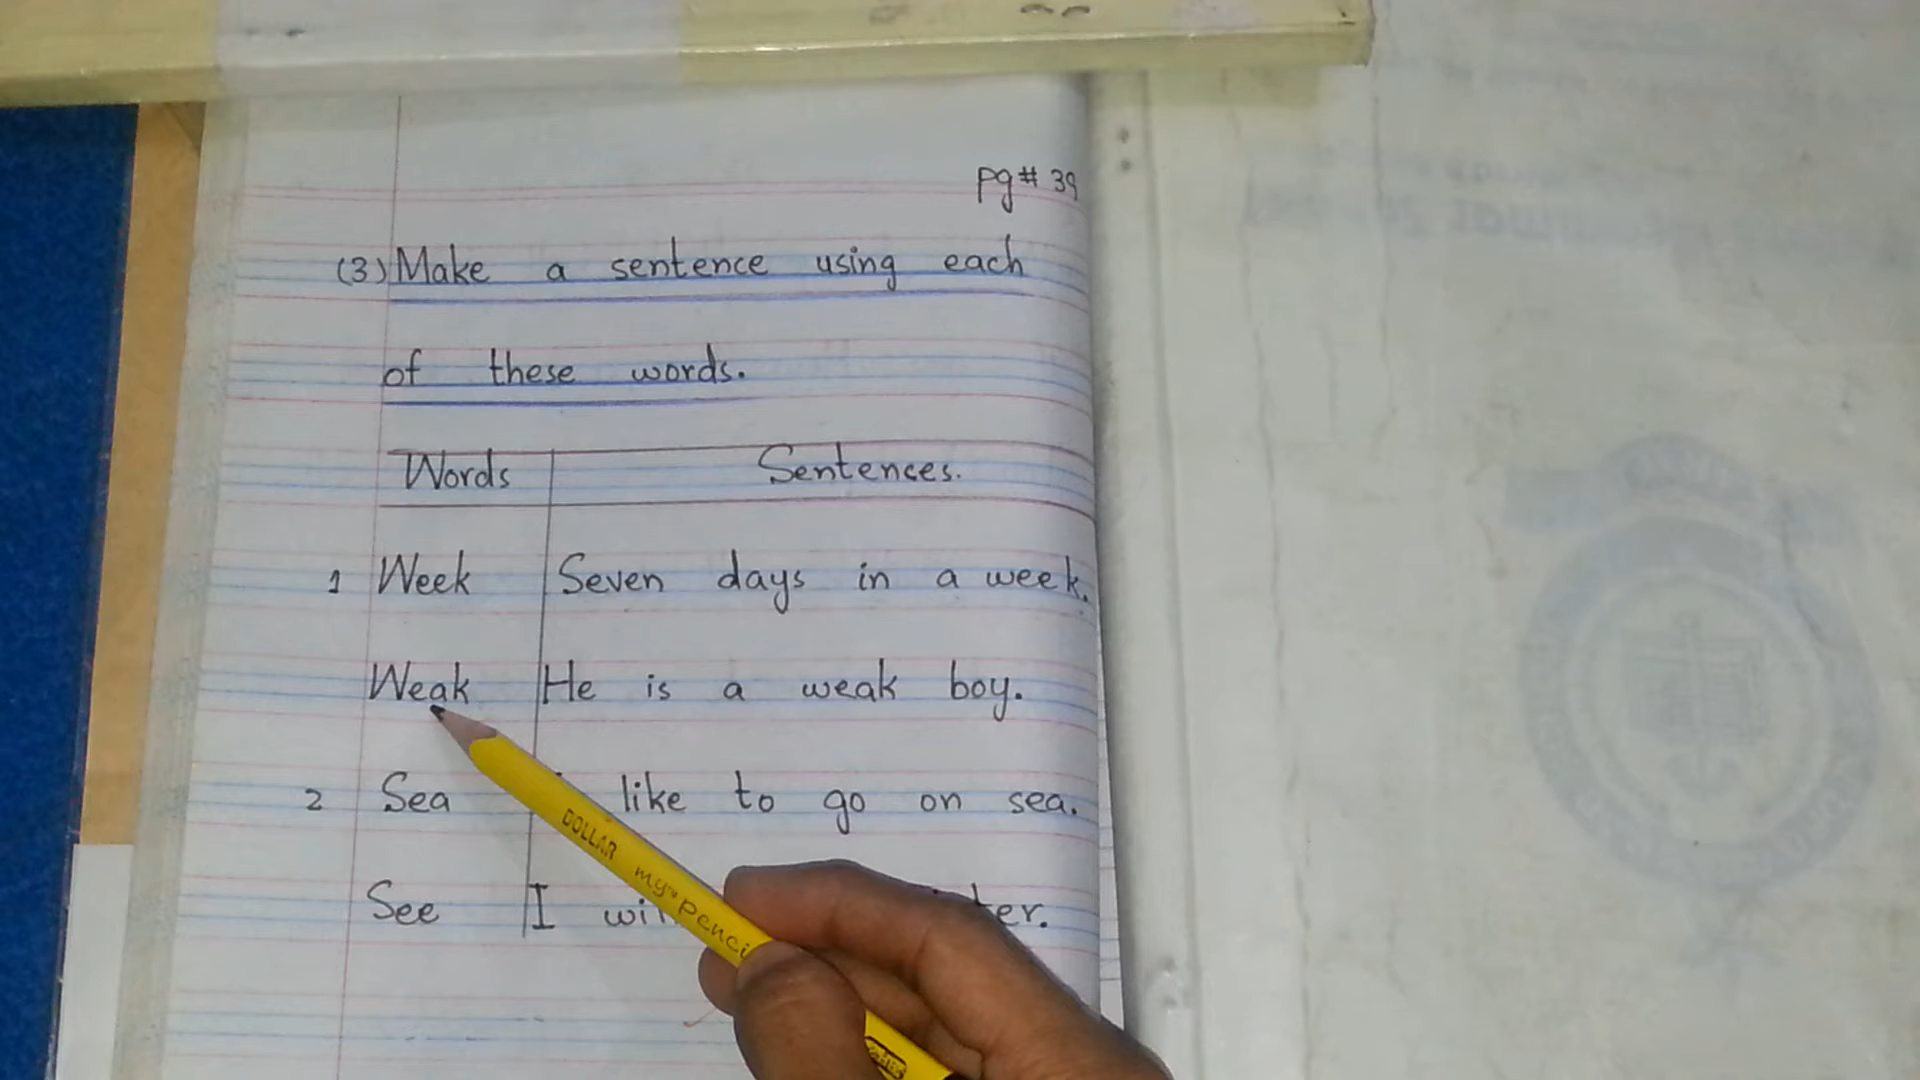 pg # 39
(3) Make a sentence using each
of these words.
Words Sentences.
1 Week Seven days in a week.
Weak He is a weak boy.
2 Sea like to go on sea.
See I
DOLLAR my pencil